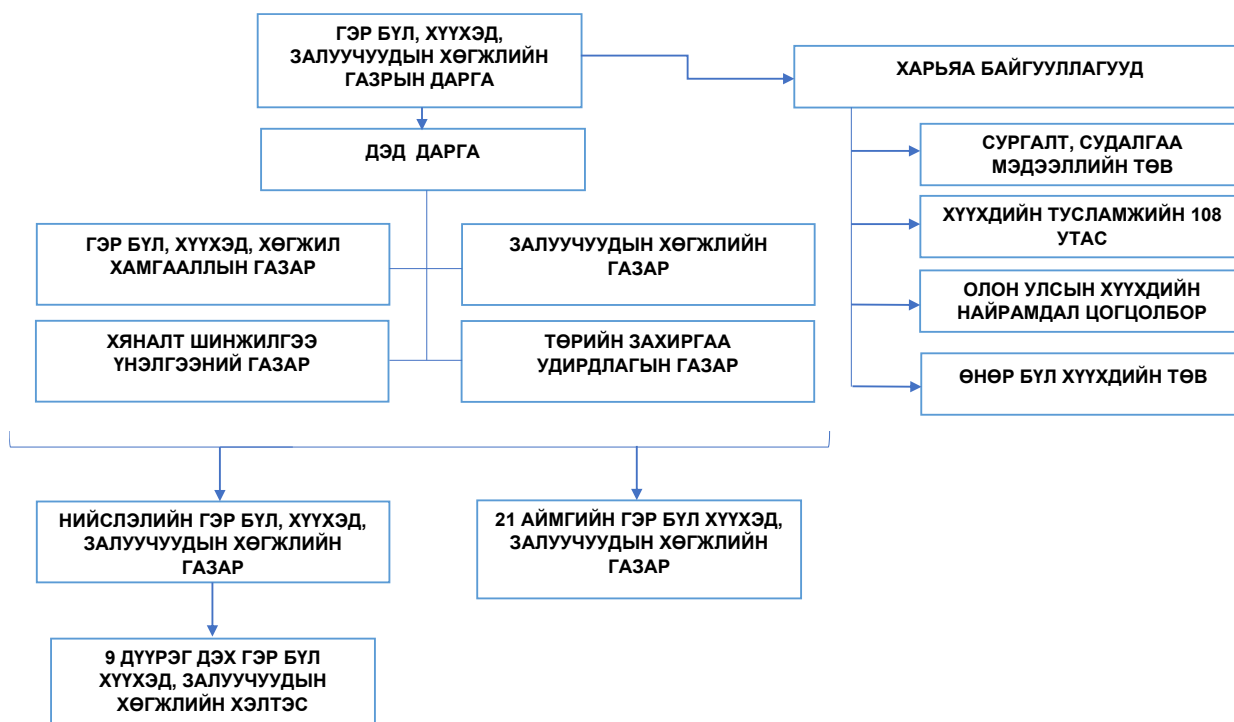 ГЭР БҮЛ, ХҮҮХЭД,
ЗАЛУУЧУУДЫН ХӨГЖЛИЙН
ГАЗРЫН ДАРГА
ХАРЬЯА БАЙГУУЛЛАГУУД
ДЭД ДАРГА
СУРГАЛТ, СУДАЛГАА
МЭДЭЭЛЛИЙН ТӨВ
ХҮҮХДИЙН ТУСЛАМЖИЙН 108
УТАС
ОЛОН УЛСЫН ХҮҮХДИЙН
НАЙРАМДАЛ ЦОГЦОЛБОР
ӨНӨР БҮЛ ХҮҮХДИЙН ТӨВ
ГЭР БҮЛ, ХҮҮХЭД, ХӨГЖИЛ
ХАМГААЛЛЫН ГАЗАР
ЗАЛУУЧУУДЫН ХӨГЖЛИЙН
ГАЗАР
ХЯНАЛТ ШИНЖИЛГЭЭ
ҮНЭЛГЭЭНИЙ ГАЗАР
ТӨРИЙН ЗАХИРГАА
УДИРДЛАГЫН ГАЗАР
НИЙСЛЭЛИЙН ГЭР БҮЛ, ХҮҮХЭД,
ЗАЛУУЧУУДЫН ХӨГЖЛИЙН
ГАЗАР
21 АЙМГИЙН ГЭР БҮЛ ХҮҮХЭД,
ЗАЛУУЧУУДЫН ХӨГЖЛИЙН
ГАЗАР
9 ДҮҮРЭГ ДЭХ ГЭР БҮЛ
ХҮҮХЭД, ЗАЛУУЧУУДЫН
ХӨГЖЛИЙН ХЭЛТЭС